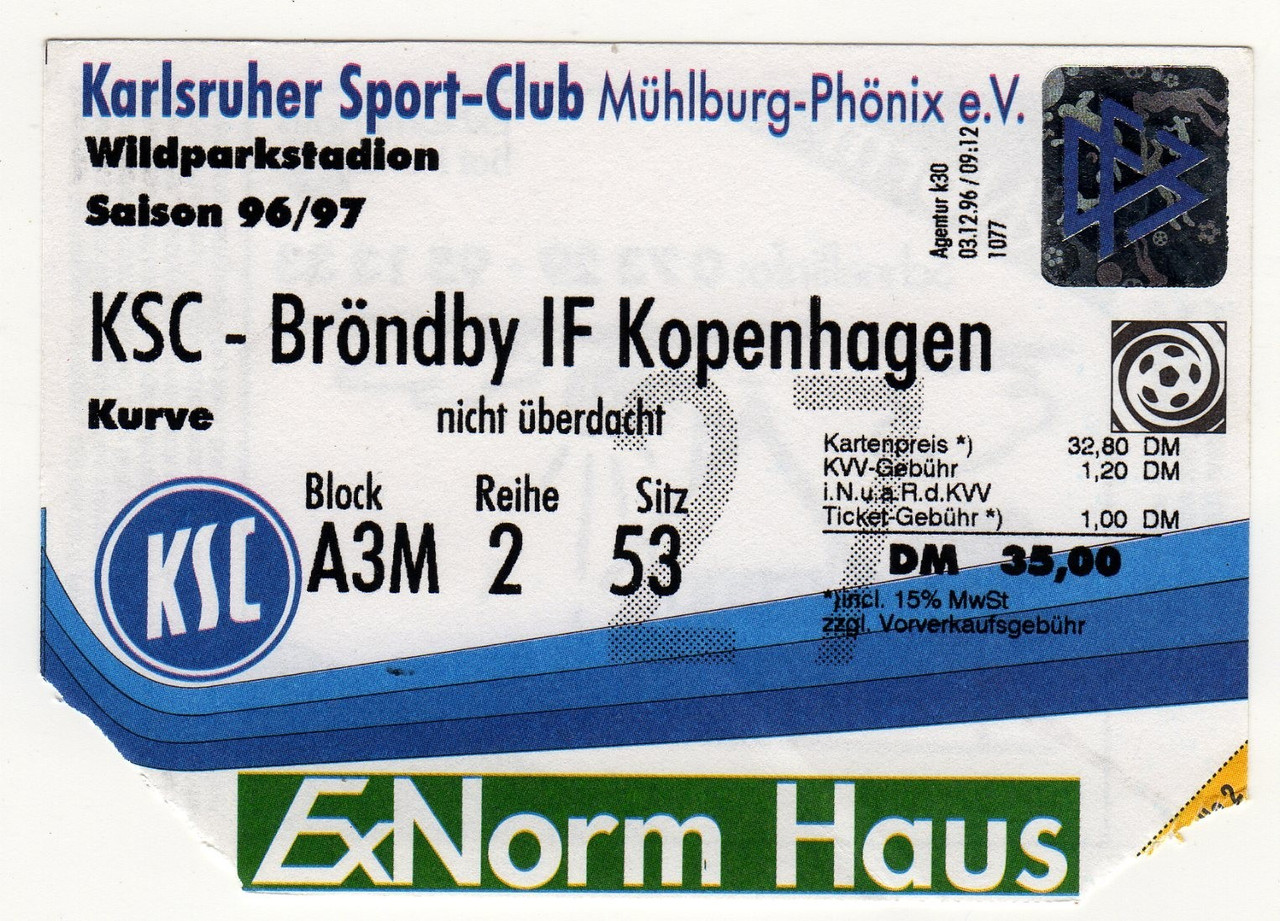 Karlsruher Sport-Club Mühlburg-Phönix e.V.
Wildparkstadion
Saison 96/97
Agentur k30
03.12.96 / 09:12
1077
KSC - Bröndby IF Kopenhagen
Kurve nicht überdacht
27
Block Reihe Sitz
A3M 2 53
KSC
Kartenpreis *) 32,80 DM
KVV-Gebühr 1,20 DM
i.N.u.a.R.d.KVV
Ticket-Gebühr *) 1,00 DM
DM 35,00
*)incl. 15% MwSt
zzgl. Vorverkaufsgebühr
ExNorm Haus